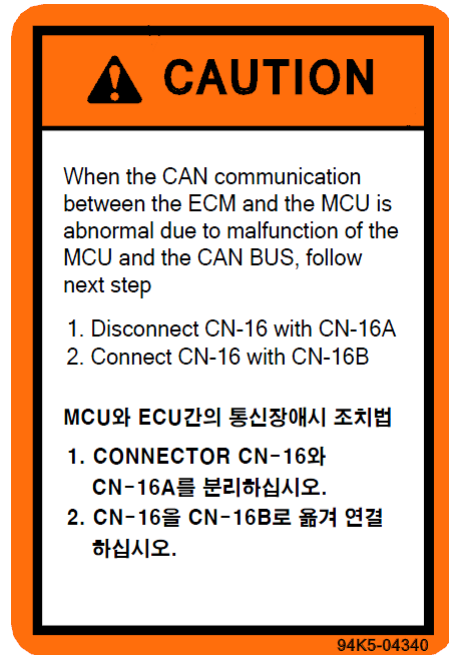 CAUTION
When the CAN communication
between the ECM and the MCU is
abnormal due to malfunction of the
MCU and the CAN BUS, follow
next step
1. Disconnect CN-16 with CN-16A
2. Connect CN-16 with CN-16B
MCU와 ECU간의 통신장애시 조치법
1. CONNECTOR CN-16와
CN-16A를 분리하십시오.
2. CN-16을 CN-16B로 옮겨 연결
하십시오.
94K5-04340